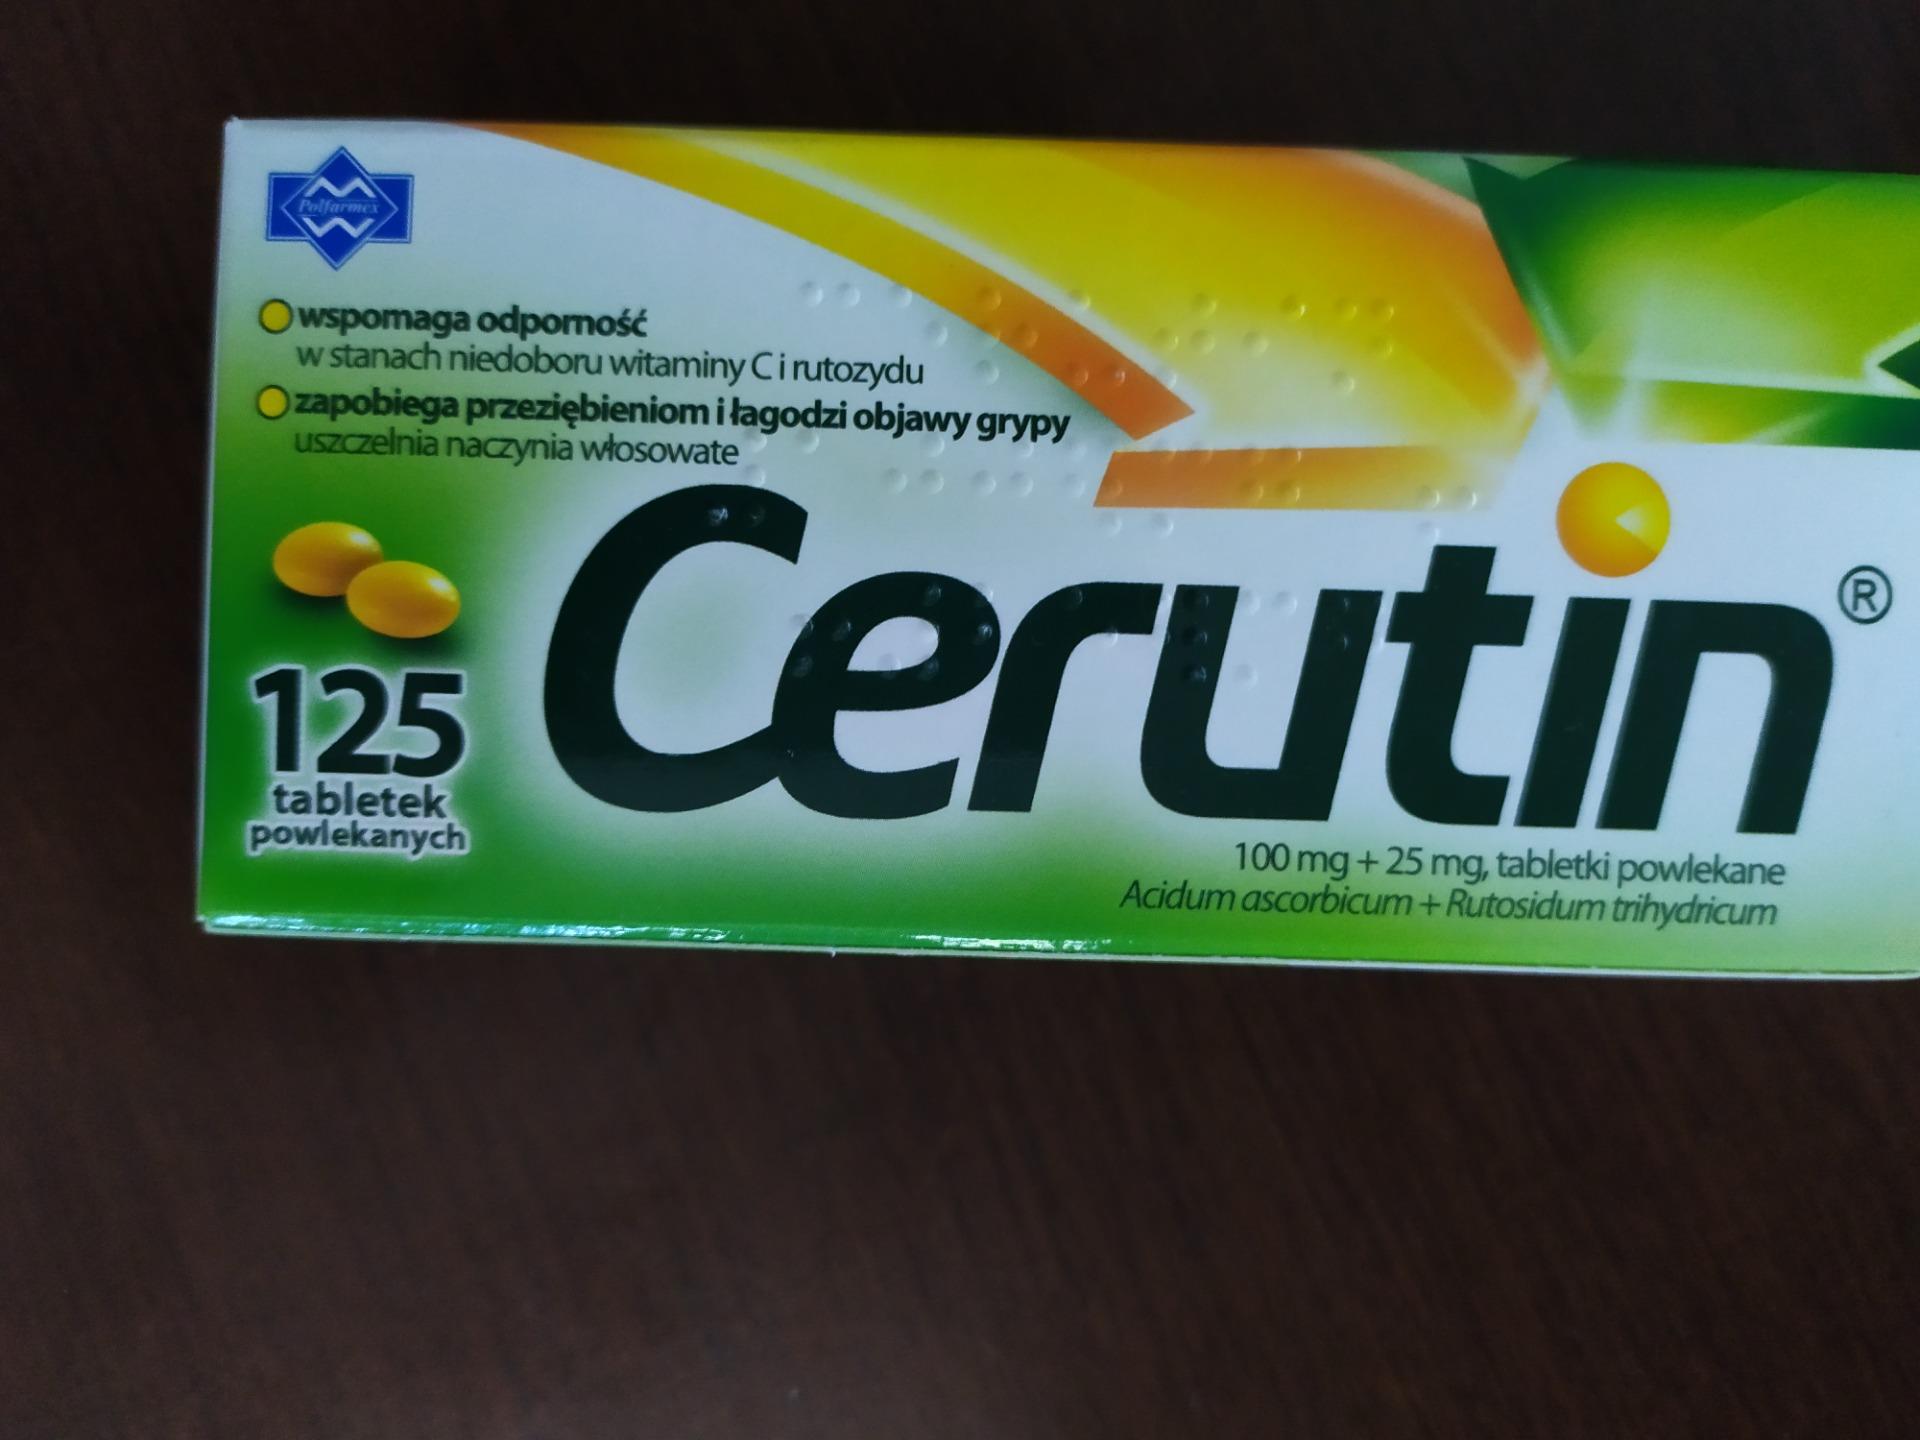 Polfarmex
wspomaga odporność
w stanach niedoboru witaminy C i rutozydu
zapobiega przeziębieniom i łagodzi objawy grypy
uszczelnia naczynia włosowate
Cerutin®
125
tabletek
powlekanych
100 mg + 25 mg, tabletki powlekane
Acidum ascorbicum + Rutosidum trihydricum